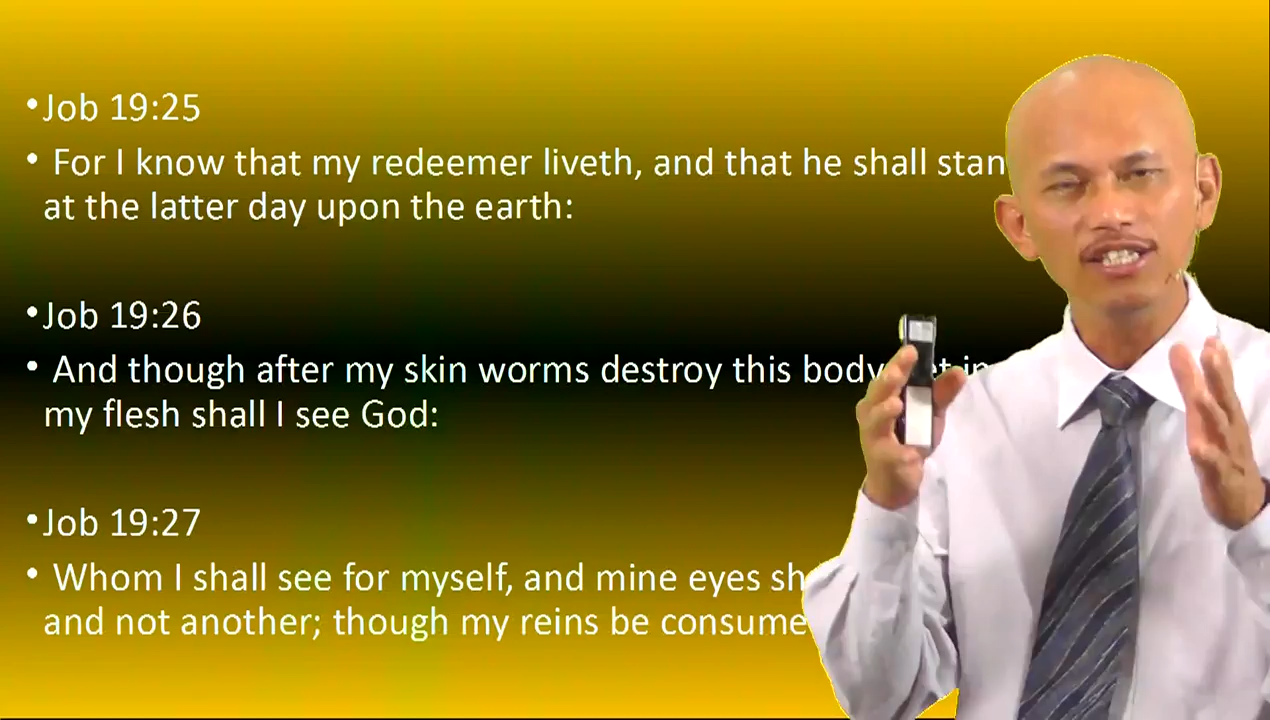 •Job 19:25
• For I know that my redeemer liveth, and that he shall stan
at the latter day upon the earth:
•Job 19:26
• And though after my skin worms destroy this body in
my flesh shall I see God:
•Job 19:27
• Whom I shall see for myself, and mine eyes sh
and not another; though my reins be consume